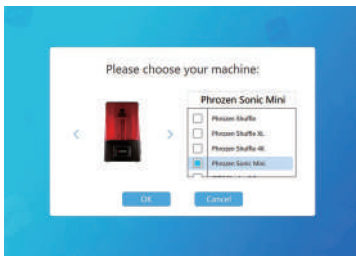 Please choose your machine:
Phrozen Sonic Mini
Phrozen Shuffle
Phrozen Shuffle XL
Phrozen Shuffle 4K
Phrozen Sonic Mini
OK
Cancel